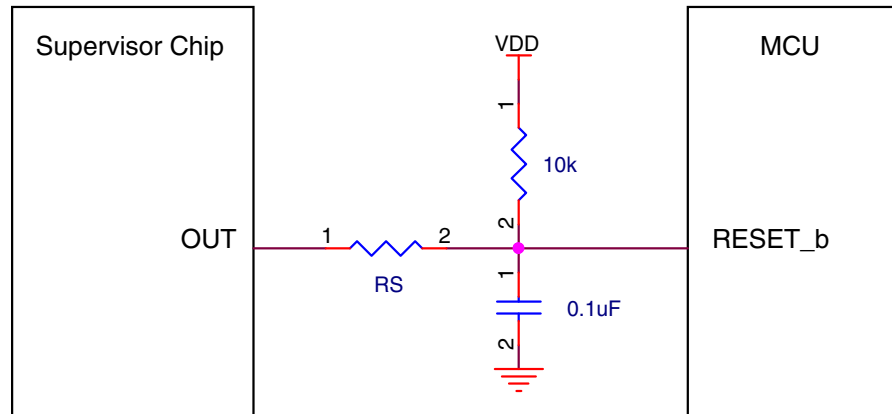 Supervisor Chip
VDD
MCU
1
10k
2
OUT
1
2
RESET_b
RS
1
0.1uF
2